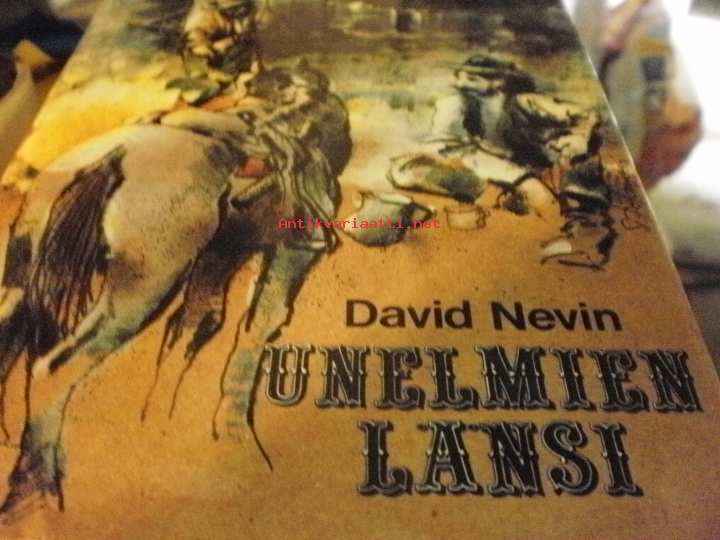 Antikvariaatti.net
David Nevin
UNELMIEN
LÄNSI